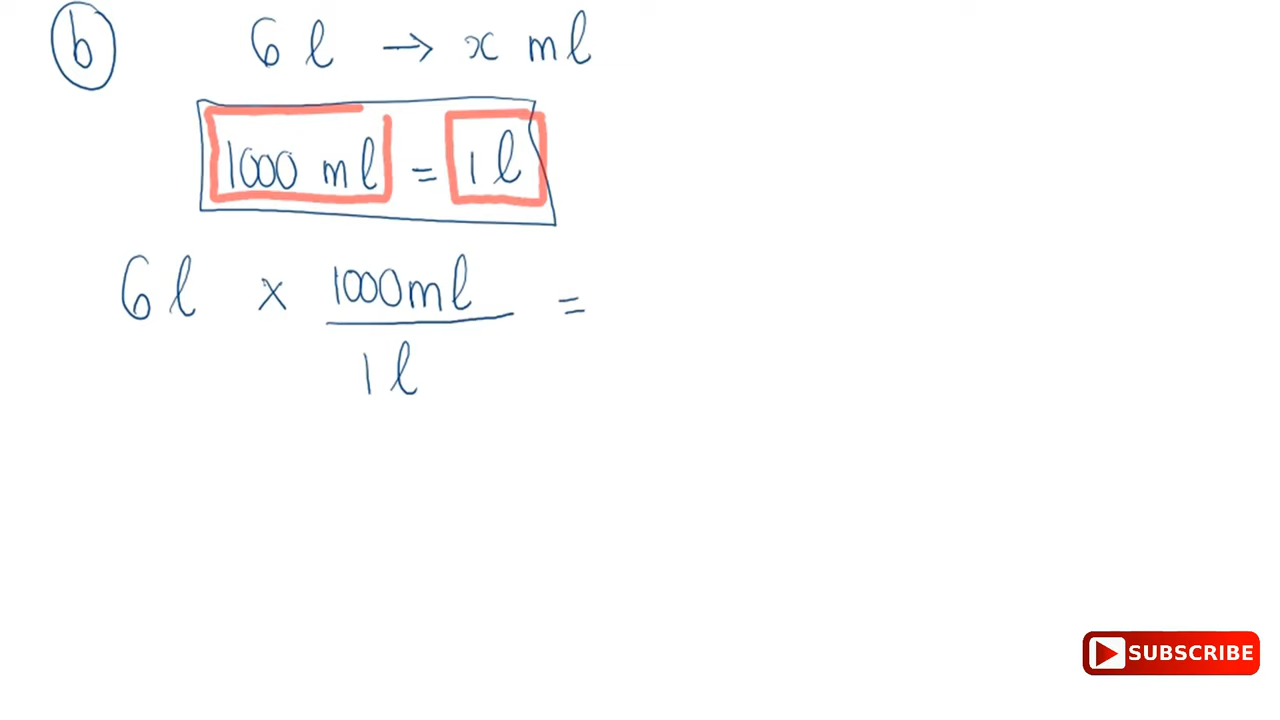 b 6 l → x ml
1000 ml = 1 l
6 l × 1000ml =
1 l
SUBSCRIBE